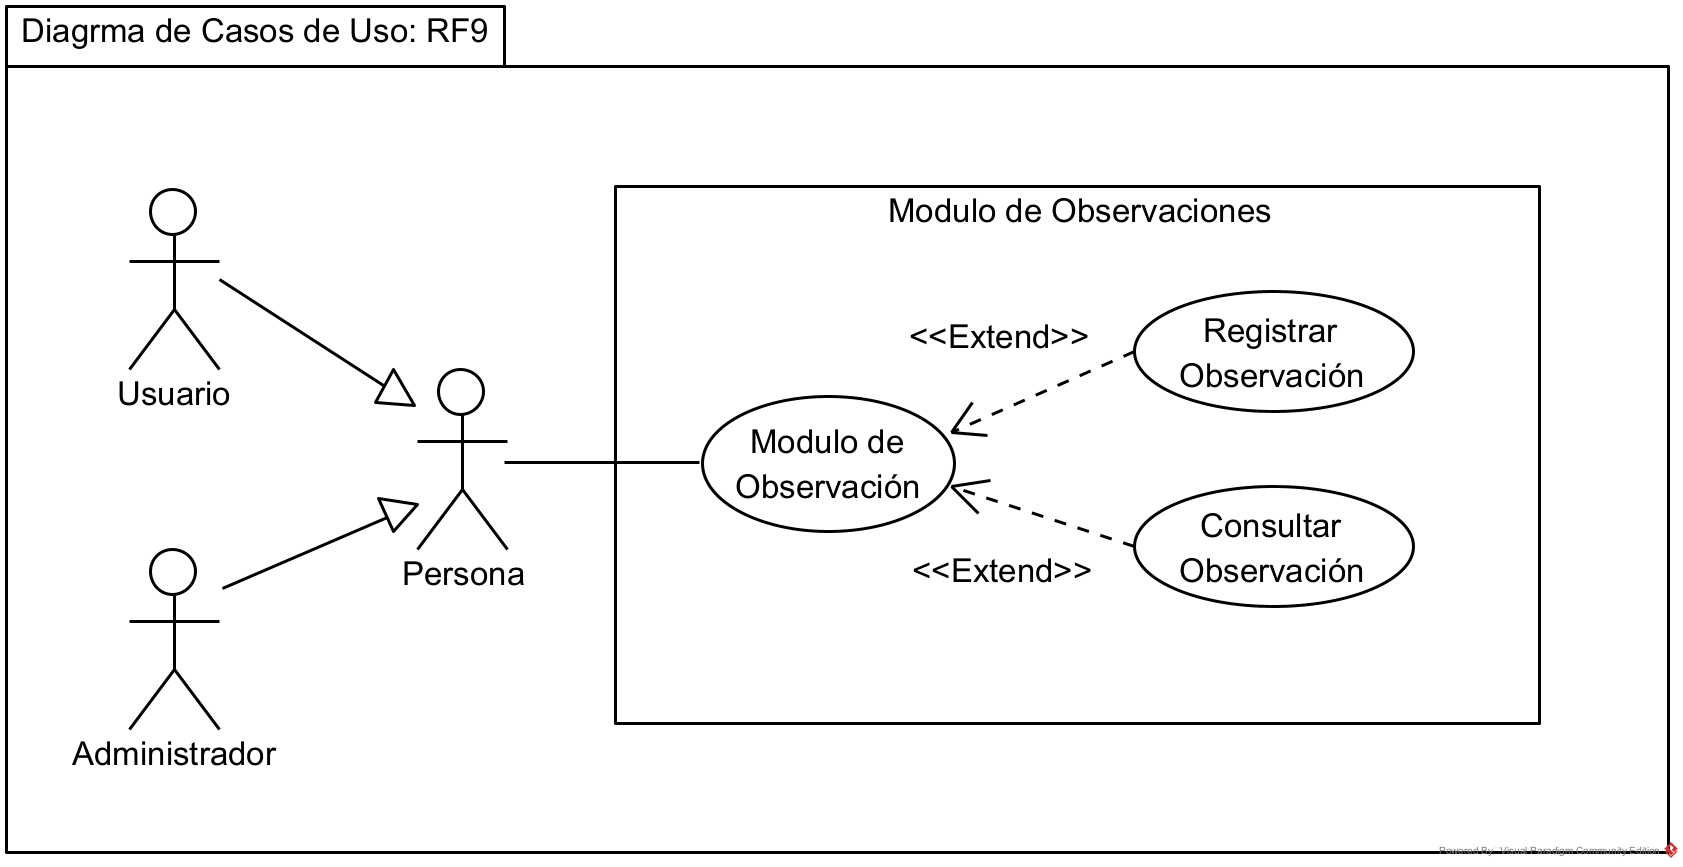 Diagrma de Casos de Uso: RF9
Modulo de Observaciones
<<Extend>>
Registrar
Observación
Usuario
Modulo de
Observación
Consultar
Observación
<<Extend>>
Persona
Administrador
Powered By: Visual Paradigm Community Edition